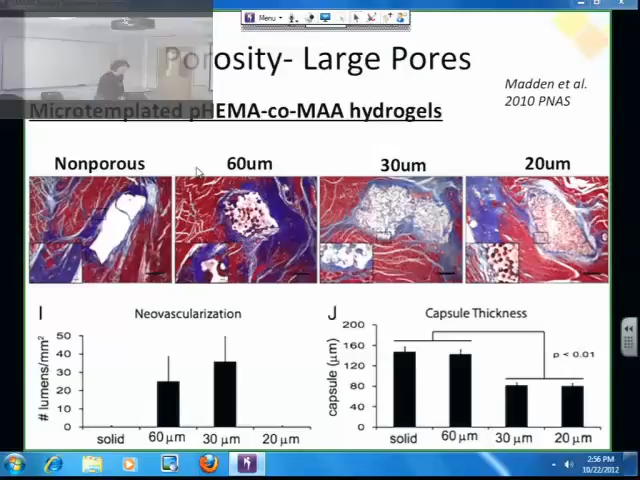 Menu
Porosity- Large Pores
Madden et al.
2010 PNAS
Microtemplated pHEMA-co-MAA hydrogels
Nonporous 60um 30um 20um
I Neovascularization
# lumens/mm²
50
40
30
20
10
0
solid 60 µm 30 µm 20 µm
J Capsule Thickness
capsule (µm)
200
160
120
80
40
0
p < 0.01
solid 60 µm 30 µm 20 µm
2:56 PM
10/22/2012